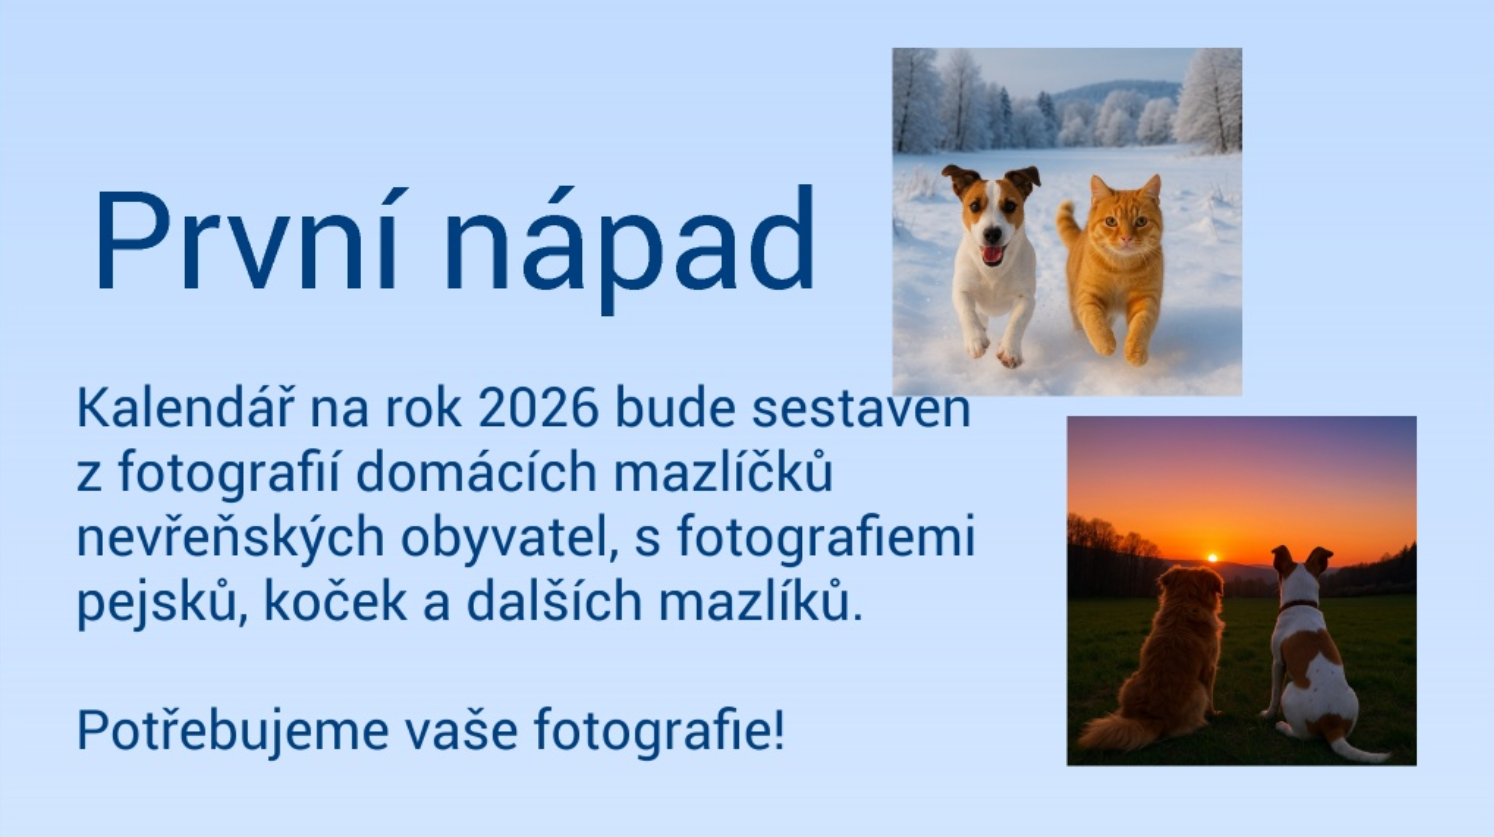 První nápad
Kalendář na rok 2026 bude sestaven
z fotografií domácích mazlíčků
nevřeňských obyvatel, s fotografiemi
pejsků, koček a dalších mazlíků.
Potřebujeme vaše fotografie!